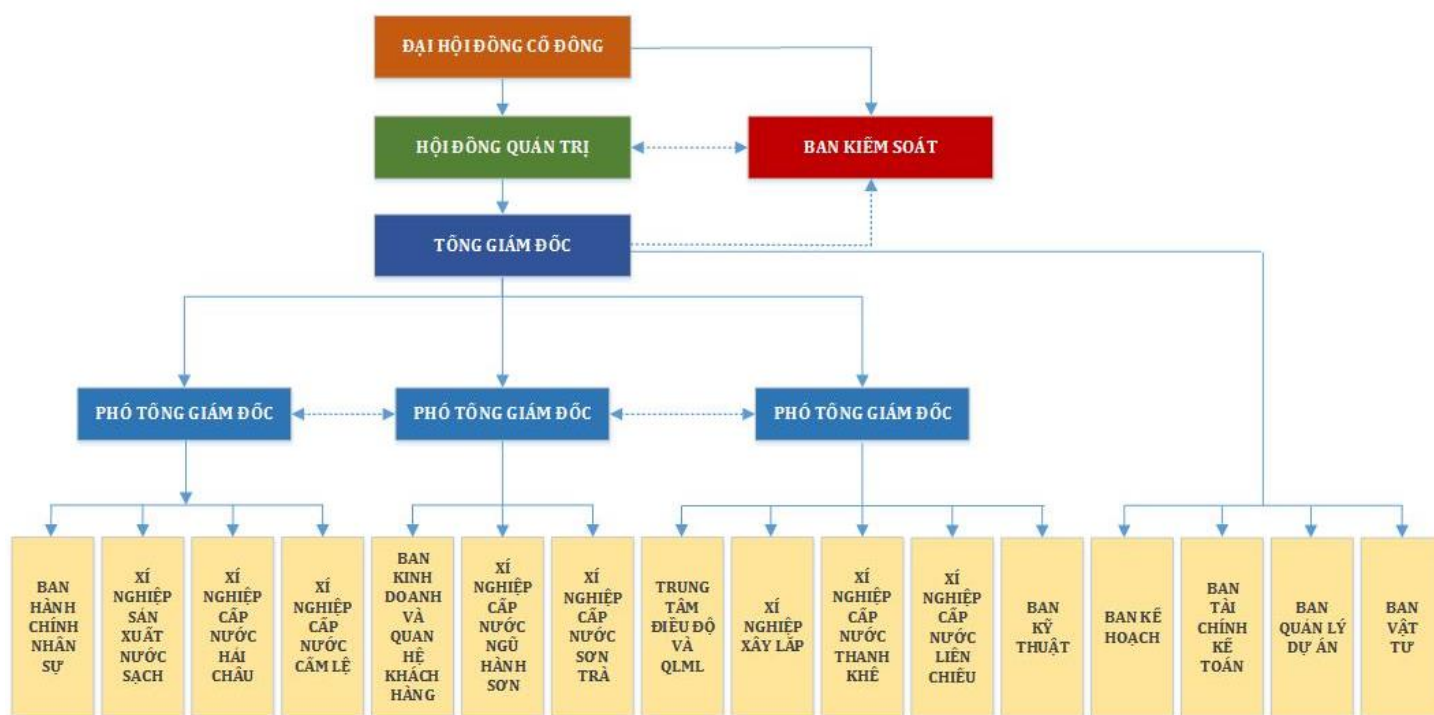 ĐẠI HỘI ĐỒNG CỔ ĐÔNG
HỘI ĐỒNG QUẢN TRỊ
BAN KIỂM SOÁT
TỔNG GIÁM ĐỐC
PHÓ TỔNG GIÁM ĐỐC
PHÓ TỔNG GIÁM ĐỐC
PHÓ TỔNG GIÁM ĐỐC
BAN
HÀNH
CHÍNH
NHÂN
SỰ
XÍ
NGHIỆP
SẢN
XUẤT
NƯỚC
SẠCH
XÍ
NGHIỆP
CẤP
NƯỚC
HẢI
CHÂU
XÍ
NGHIỆP
CẤP
NƯỚC
CẨM LỆ
BAN
KINH
DOANH
VÀ
QUAN
HỆ
KHÁCH
HÀNG
XÍ
NGHIỆP
CẤP
NƯỚC
NGŨ
HÀNH
SƠN
XÍ
NGHIỆP
CẤP
NƯỚC
SƠN
TRÀ
TRUNG
TÂM
ĐIỀU ĐỘ
VÀ
QLML
XÍ
NGHIỆP
XÂY LẮP
XÍ
NGHIỆP
CẤP
NƯỚC
THANH
KHÊ
XÍ
NGHIỆP
CẤP
NƯỚC
LIÊN
CHIỂU
BAN
KỸ
THUẬT
BAN KẾ
HOẠCH
BAN
TÀI
CHÍNH
KẾ
TOÁN
BAN
QUẢN LÝ
DỰ ÁN
BAN
VẬT
TƯ